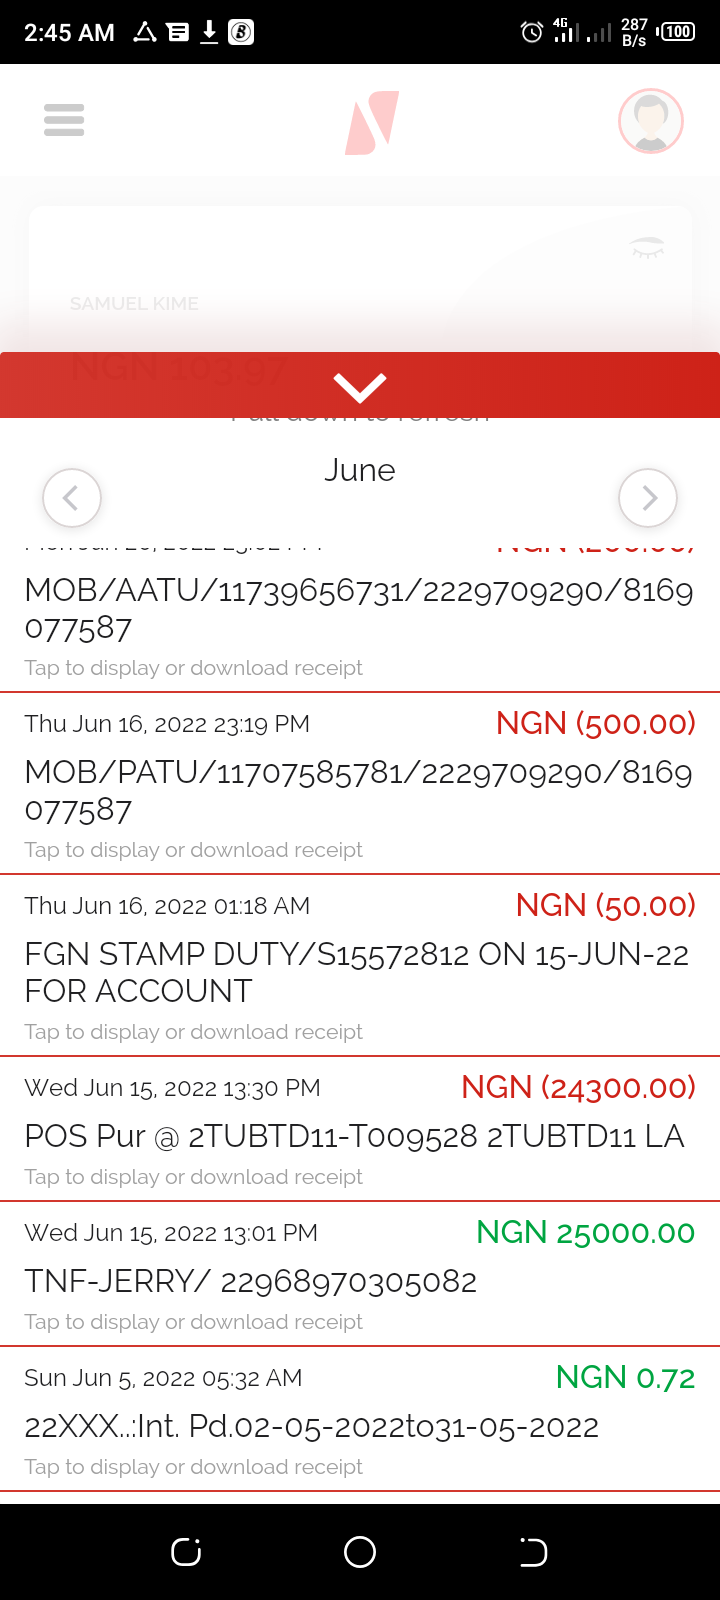 2:45 AM
4G
287
B/s
100
SAMUEL KIME
NGN 103.97
Pull down to refresh
June
MOB/AATU/11739656731/2229709290/8169
077587
Tap to display or download receipt
Thu Jun 16, 2022 23:19 PM
NGN (500.00)
MOB/PATU/11707585781/2229709290/8169
077587
Tap to display or download receipt
Thu Jun 16, 2022 01:18 AM
NGN (50.00)
FGN STAMP DUTY/S15572812 ON 15-JUN-22
FOR ACCOUNT
Tap to display or download receipt
Wed Jun 15, 2022 13:30 PM
NGN (24300.00)
POS Pur @ 2TUBTD11-T009528 2TUBTD11 LA
Tap to display or download receipt
Wed Jun 15, 2022 13:01 PM
NGN 25000.00
TNF-JERRY/ 22968970305082
Tap to display or download receipt
Sun Jun 5, 2022 05:32 AM
NGN 0.72
22XXX..:Int. Pd.02-05-2022to31-05-2022
Tap to display or download receipt